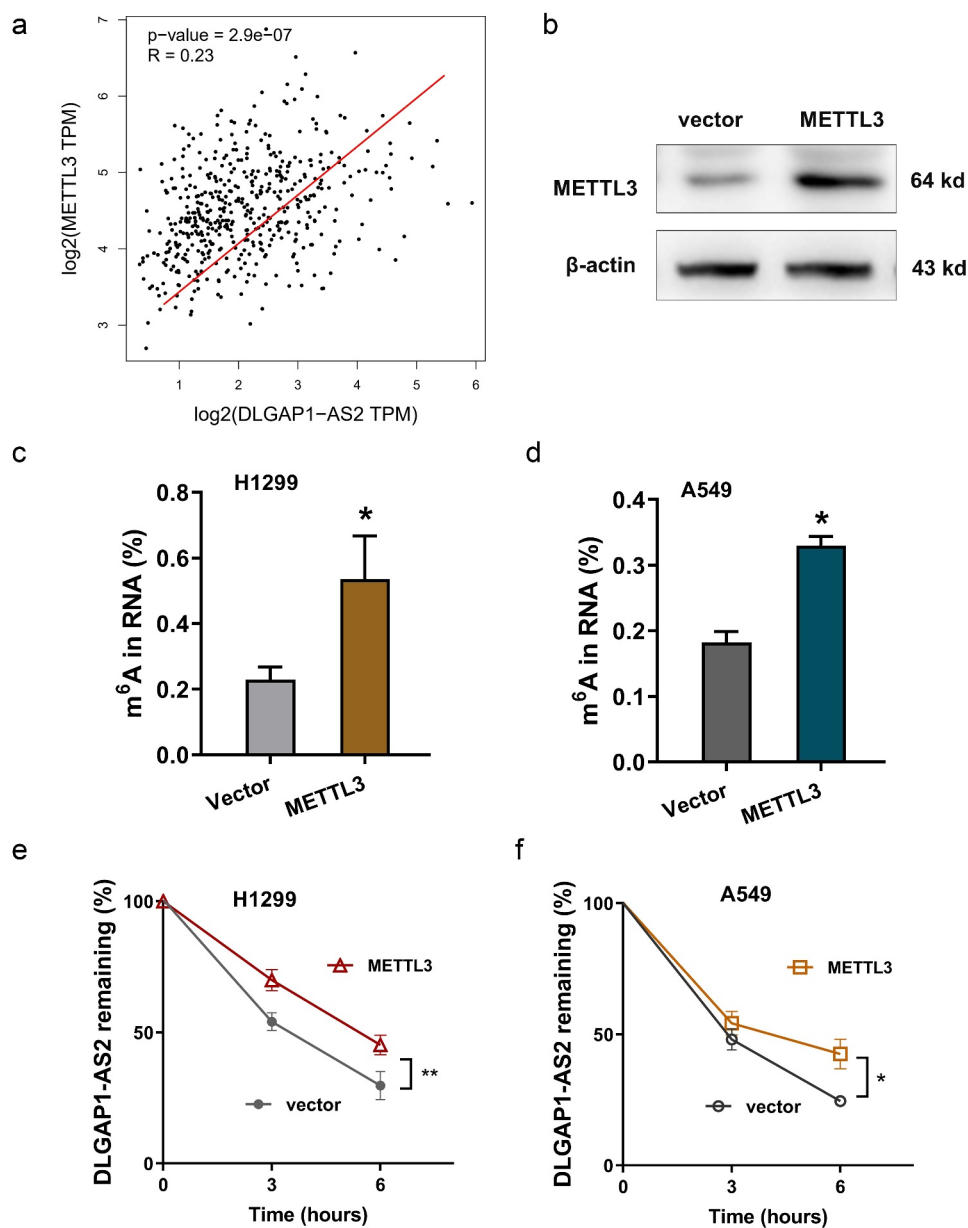 a
p−value = 2.9e−07
R = 0.23
7
6
5
4
3
log2(METTL3 TPM)
1 2 3 4 5 6
log2(DLGAP1−AS2 TPM)
b
vector METTL3
METTL3 64 kd
β-actin 43 kd
c
H1299
0.8
0.6
0.4
0.2
0.0
m⁶A in RNA (%)
*
Vector METTL3
d
A549
0.4
0.3
0.2
0.1
0.0
m⁶A in RNA (%)
*
Vector METTL3
e
H1299
100
50
0
DLGAP1-AS2 remaining (%)
METTL3
**
vector
0 3 6
Time (hours)
f
A549
100
50
0
DLGAP1-AS2 remaining (%)
METTL3
*
vector
0 3 6
Time (hours)